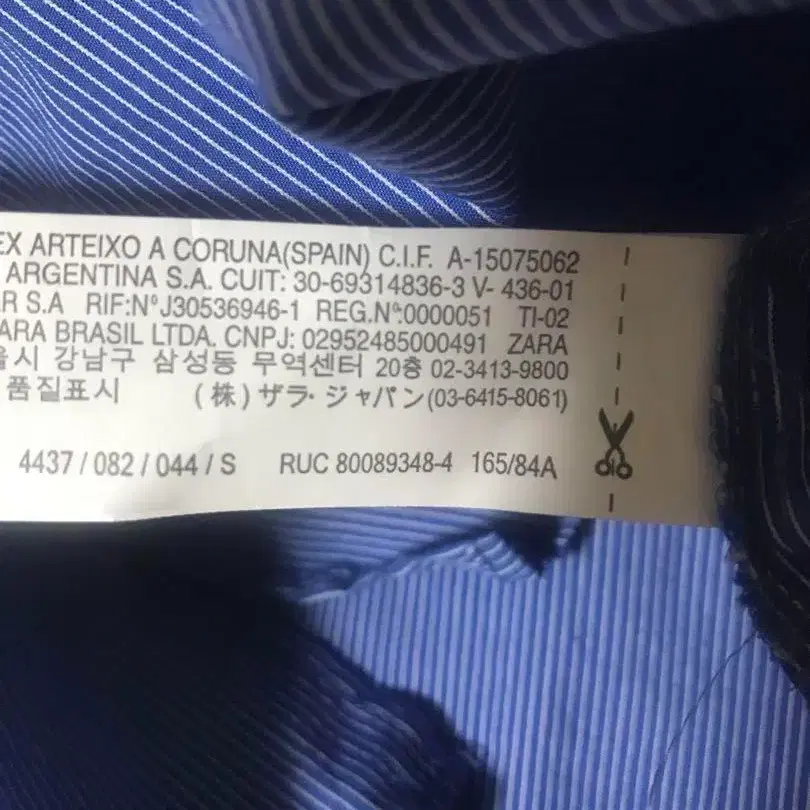 EX ARTEIXO A CORUNA(SPAIN) C.I.F. A-15075062
ARGENTINA S.A. CUIT: 30-69314836-3 V- 436-01
R S.A RIF:NºJ30536946-1 REG.Nº:0000051 TI-02
ARA BRASIL LTDA. CNPJ: 02952485000491 ZARA
울시 강남구 삼성동 무역센터 20층 02-3413-9800
품질표시 (株)ザラ・ジャパン(03-6415-8061)
4437/082/044/S RUC 80089348-4 165/84A